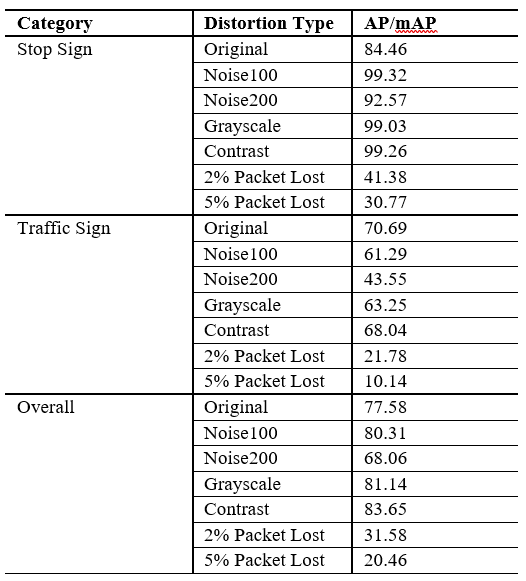 Category Distortion Type AP/mAP
Stop Sign Original 84.46
Noise100 99.32
Noise200 92.57
Grayscale 99.03
Contrast 99.26
2% Packet Lost 41.38
5% Packet Lost 30.77
Traffic Sign Original 70.69
Noise100 61.29
Noise200 43.55
Grayscale 63.25
Contrast 68.04
2% Packet Lost 21.78
5% Packet Lost 10.14
Overall Original 77.58
Noise100 80.31
Noise200 68.06
Grayscale 81.14
Contrast 83.65
2% Packet Lost 31.58
5% Packet Lost 20.46